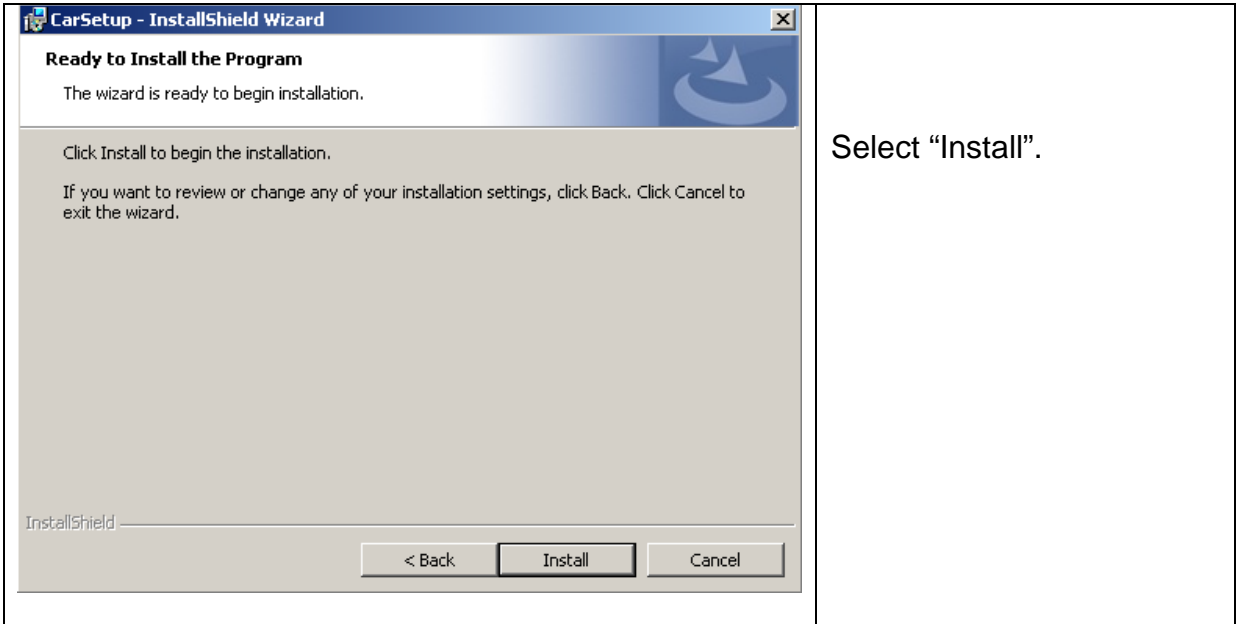 CarSetup - InstallShield Wizard
Ready to Install the Program
The wizard is ready to begin installation.
Click Install to begin the installation.
If you want to review or change any of your installation settings, click Back. Click Cancel to
exit the wizard.
InstallShield
< Back
Install
Cancel
Select “Install”.